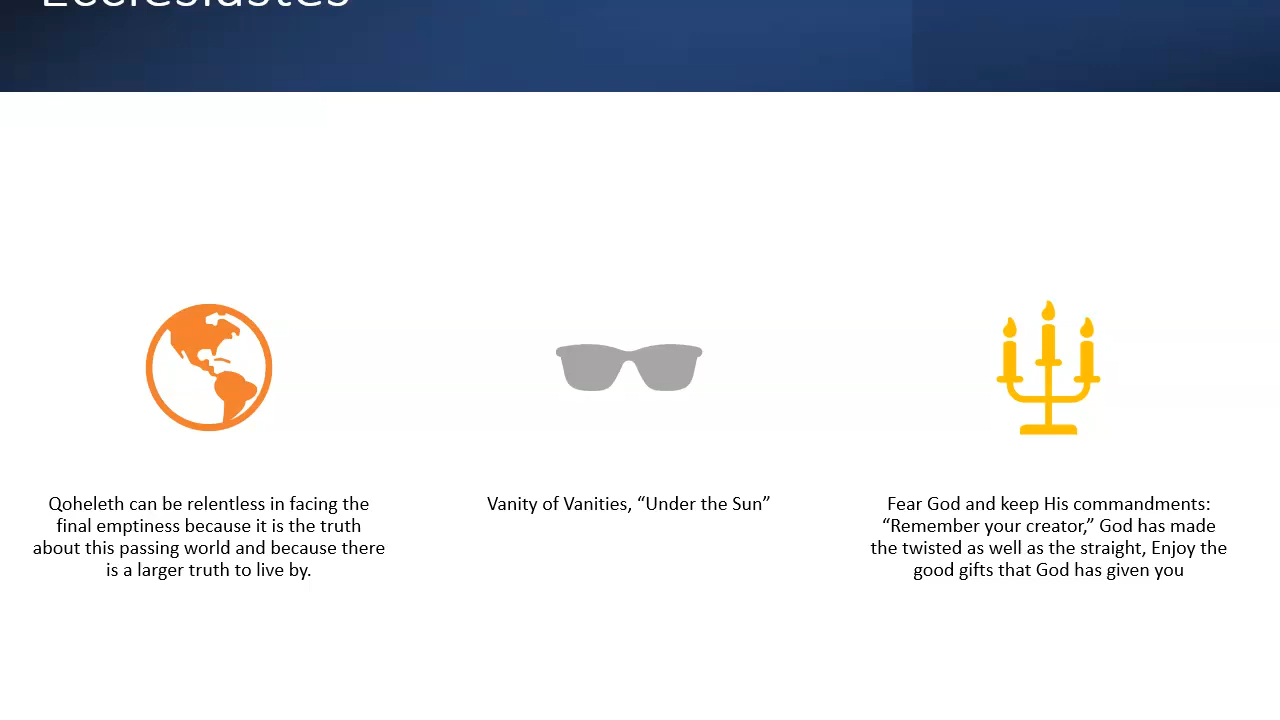 Ecclesiastes
Qoheleth can be relentless in facing the
final emptiness because it is the truth
about this passing world and because there
is a larger truth to live by.
Vanity of Vanities, “Under the Sun”
Fear God and keep His commandments:
“Remember your creator,” God has made
the twisted as well as the straight, Enjoy the
good gifts that God has given you